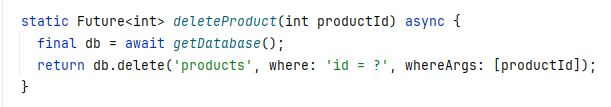 static Future<int> deleteProduct(int productId) async {
  final db = await getDatabase();
  return db.delete('products', where: 'id = ?', whereArgs: [productId]);
}